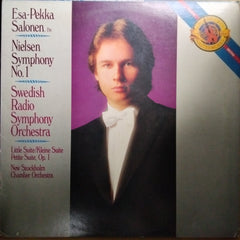 Esa-Pekka
Salonen,
Nielsen
Symphony
No.1
Swedish
Radio
Symphony
Orchestra
Little Suite/Kleine Suite
Petite Suite, Op. 1
New Stockholm
Chamber Orchestra